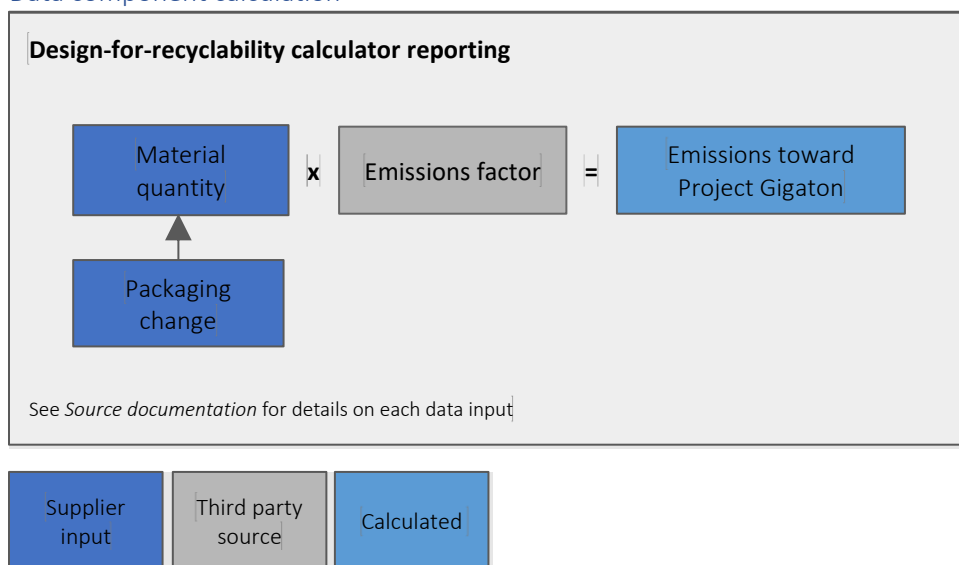 Data component calculation
Design-for-recyclability calculator reporting
Material
quantity
x
Emissions factor
=
Emissions toward
Project Gigaton
Packaging
change
See Source documentation for details on each data input
Supplier
input
Third party
source
Calculated